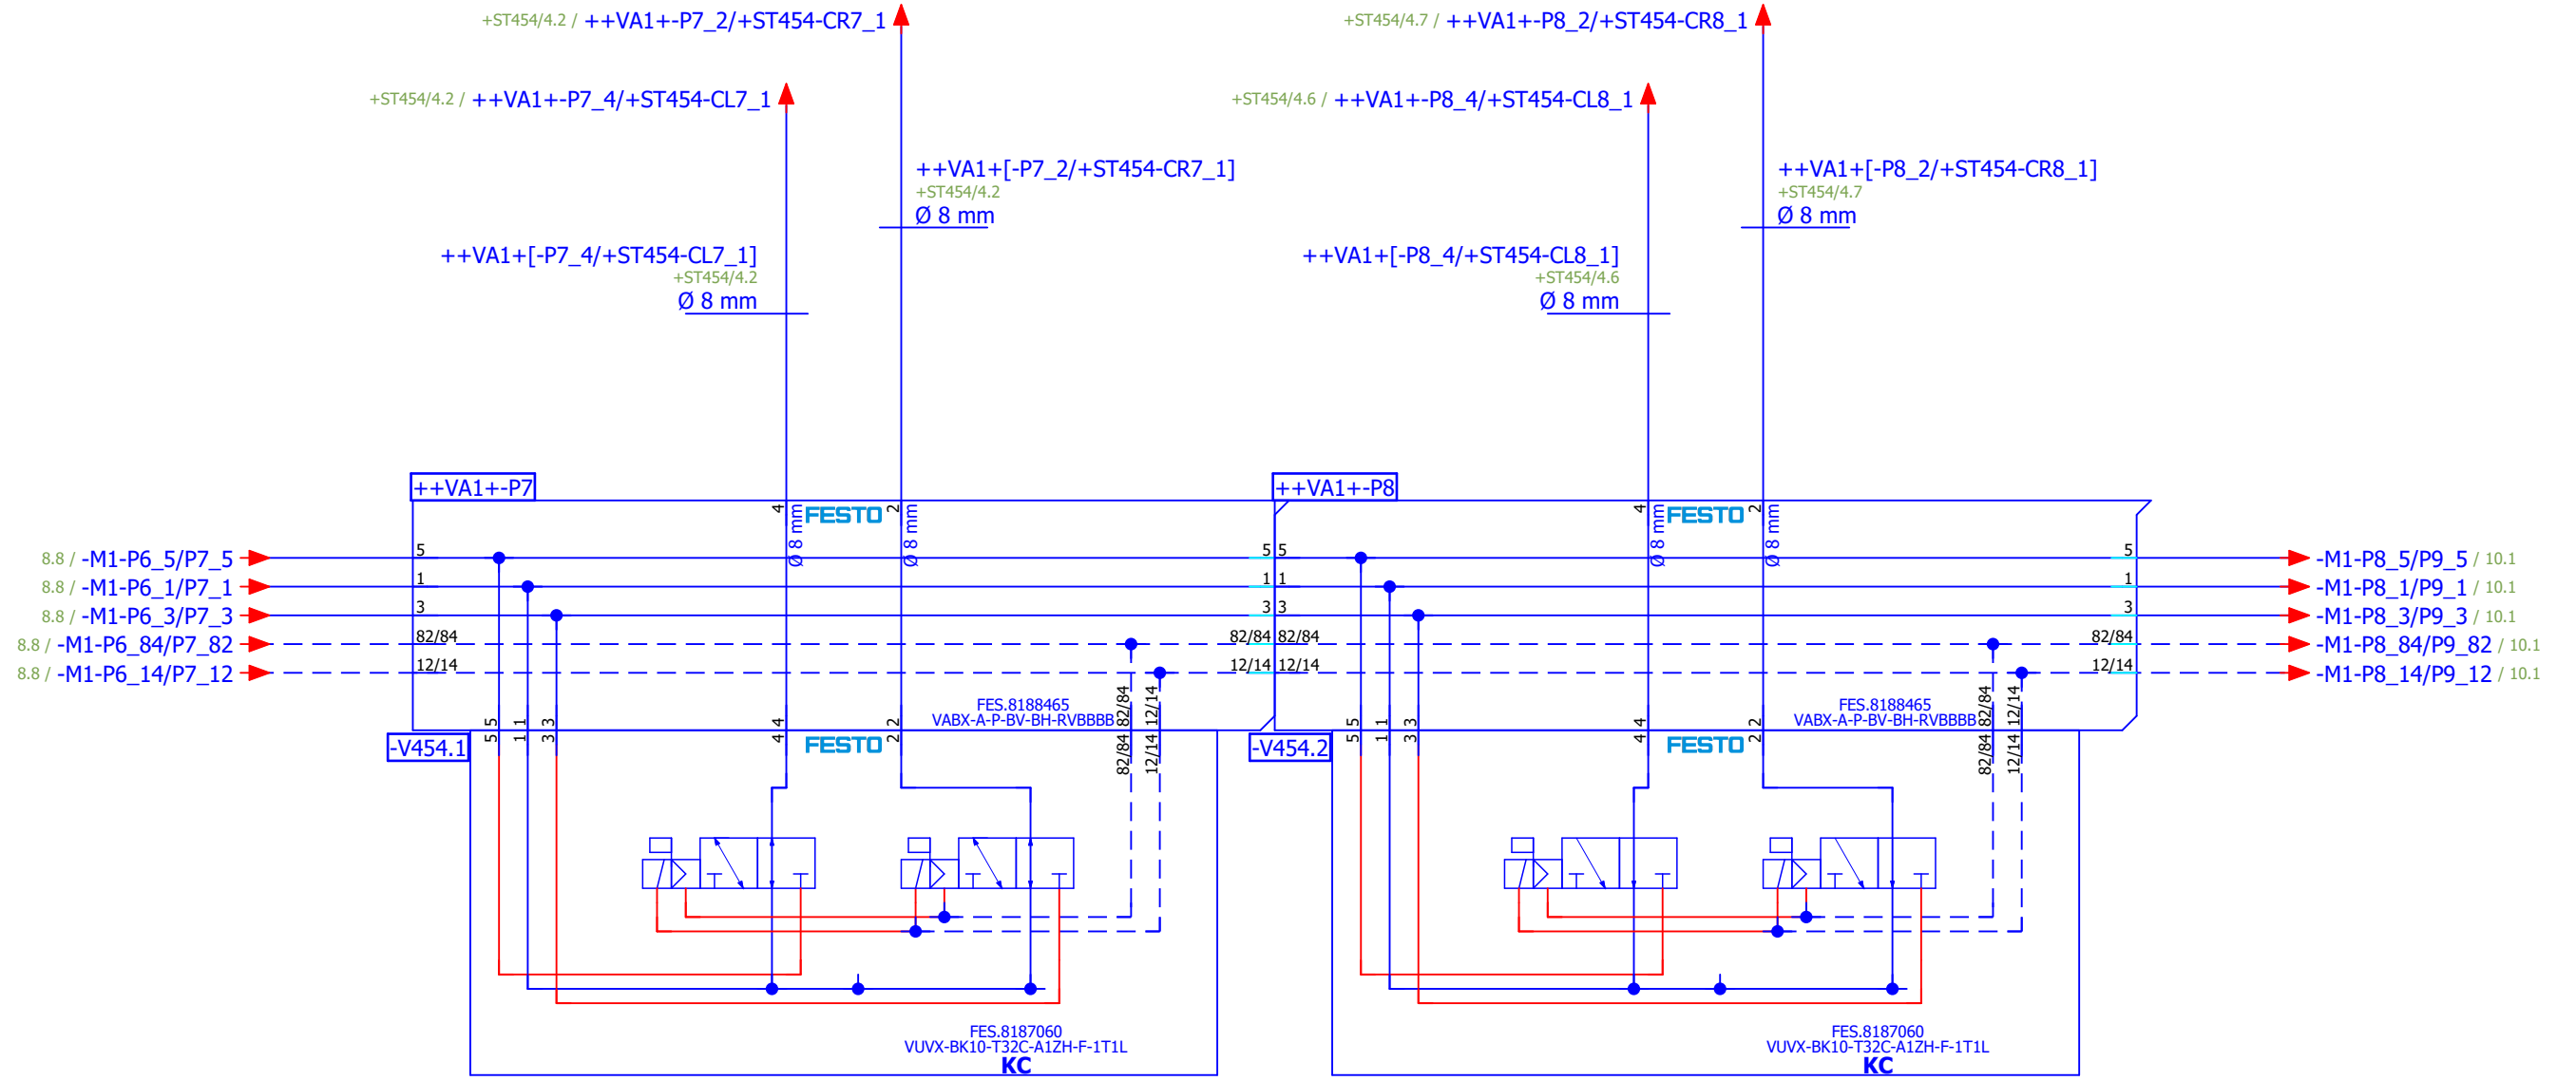 +ST454/4.2 / ++VA1+-P7_2/+ST454-CR7_1
+ST454/4.7 / ++VA1+-P8_2/+ST454-CR8_1
+ST454/4.2 / ++VA1+-P7_4/+ST454-CL7_1
+ST454/4.6 / ++VA1+-P8_4/+ST454-CL8_1
++VA1+[-P7_2/+ST454-CR7_1]
+ST454/4.2
Ø 8 mm
++VA1+[-P8_2/+ST454-CR8_1]
+ST454/4.7
Ø 8 mm
++VA1+[-P7_4/+ST454-CL7_1]
+ST454/4.2
Ø 8 mm
++VA1+[-P8_4/+ST454-CL8_1]
+ST454/4.6
Ø 8 mm
++VA1+-P7
++VA1+-P8
4 FESTO 2
Ø 8 mm
Ø 8 mm
4 FESTO 2
Ø 8 mm
Ø 8 mm
8.8 / -M1-P6_5/P7_5
5
5
5
5
-M1-P8_5/P9_5 / 10.1
8.8 / -M1-P6_1/P7_1
1
1
1
1
-M1-P8_1/P9_1 / 10.1
8.8 / -M1-P6_3/P7_3
3
3
3
3
-M1-P8_3/P9_3 / 10.1
8.8 / -M1-P6_84/P7_82
82/84
82/84
82/84
82/84
-M1-P8_84/P9_82 / 10.1
8.8 / -M1-P6_14/P7_12
12/14
12/14
12/14
12/14
-M1-P8_14/P9_12 / 10.1
FES.8188465
VABX-A-P-BV-BH-RVBBBB
FES.8188465
VABX-A-P-BV-BH-RVBBBB
5
1
3
4
2
82/84
12/14
5
1
3
4
2
82/84
12/14
-V454.1
5
1
3
4
FESTO
2
82/84
12/14
-V454.2
5
1
3
4
FESTO
2
82/84
12/14
FES.8187060
VUVX-BK10-T32C-A1ZH-F-1T1L
KC
FES.8187060
VUVX-BK10-T32C-A1ZH-F-1T1L
KC